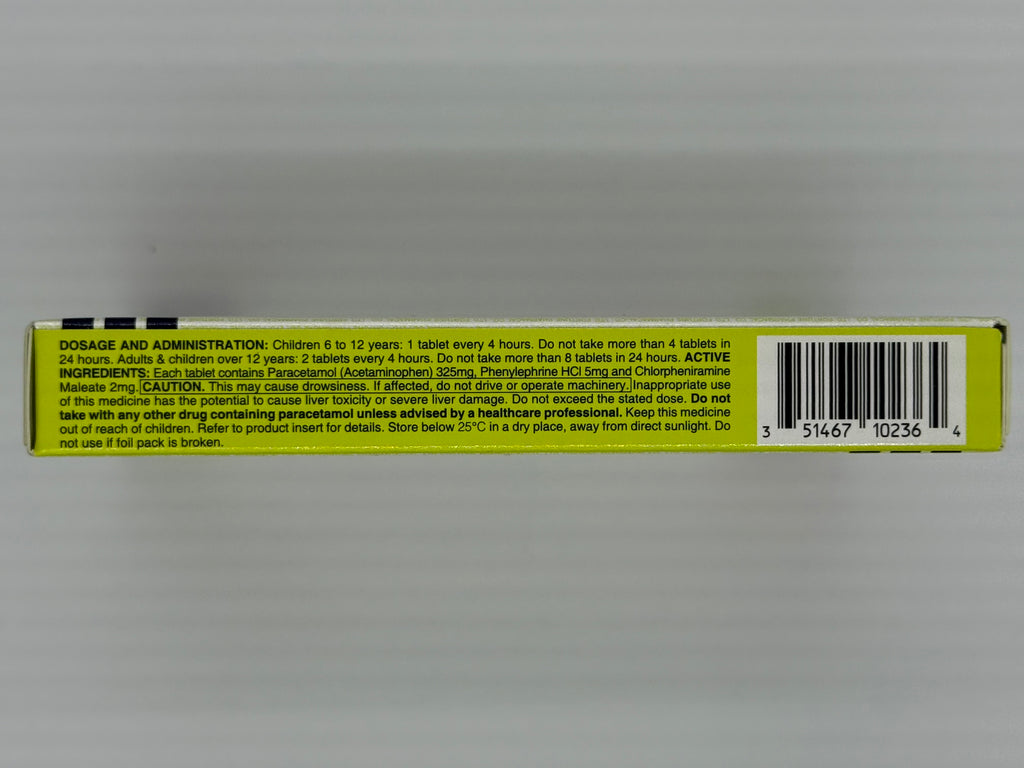 DOSAGE AND ADMINISTRATION: Children 6 to 12 years: 1 tablet every 4 hours. Do not take more than 4 tablets in
24 hours. Adults & children over 12 years: 2 tablets every 4 hours. Do not take more than 8 tablets in 24 hours. ACTIVE
INGREDIENTS: Each tablet contains Paracetamol (Acetaminophen) 325mg, Phenylephrine HCl 5mg and Chlorpheniramine
Maleate 2mg. CAUTION. This may cause drowsiness. If affected, do not drive or operate machinery. Inappropriate use
of this medicine has the potential to cause liver toxicity or severe liver damage. Do not exceed the stated dose. Do not
take with any other drug containing paracetamol unless advised by a healthcare professional. Keep this medicine
out of reach of children. Refer to product insert for details. Store below 25°C in a dry place, away from direct sunlight. Do
not use if foil pack is broken.
3 51467 10236 4